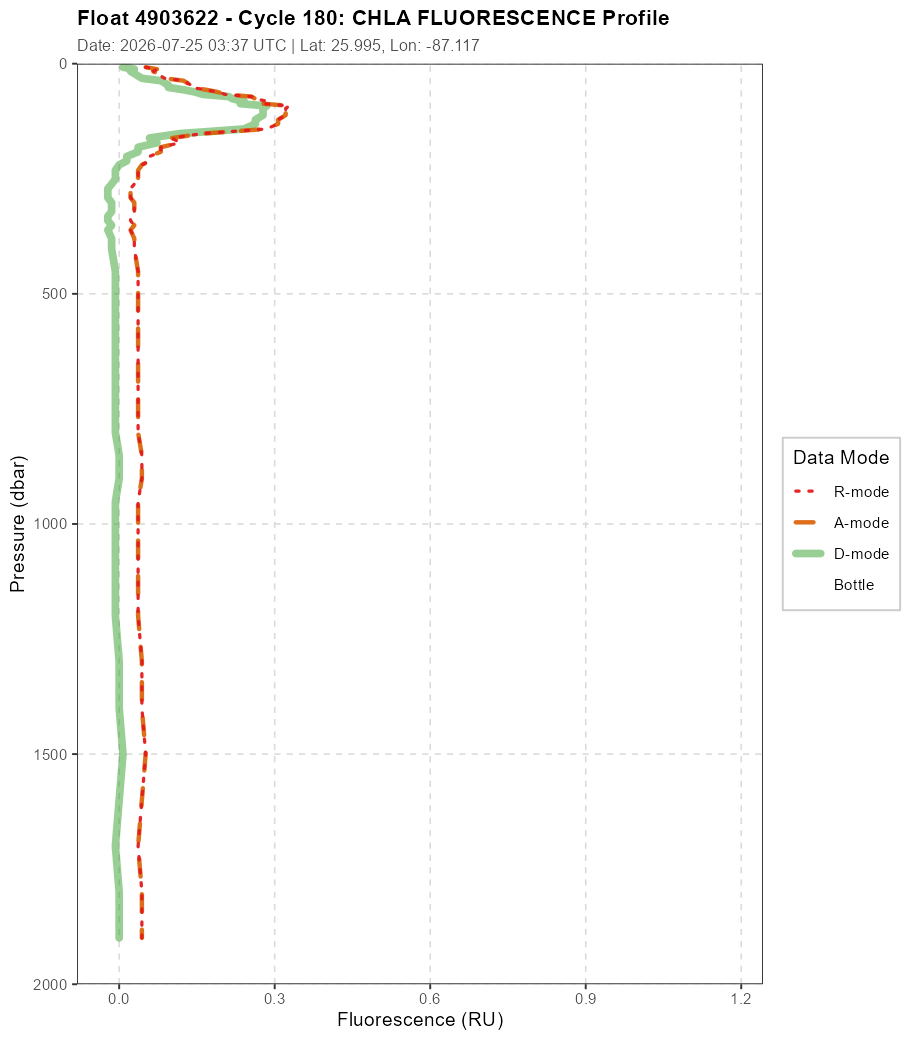 Float 4903622 - Cycle 180: CHLA FLUORESCENCE Profile
Date: 2026-07-25 03:37 UTC | Lat: 25.995, Lon: -87.117
0
500
1000
1500
2000
Pressure (dbar)
0.0 0.3 0.6 0.9 1.2
Fluorescence (RU)
Data Mode
R-mode
A-mode
D-mode
Bottle